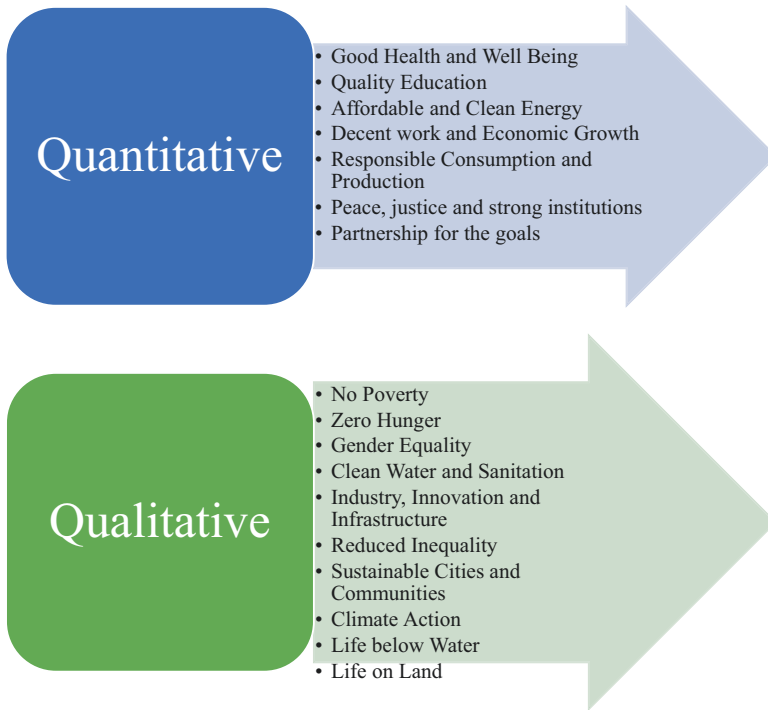 Quantitative
• Good Health and Well Being
• Quality Education
• Affordable and Clean Energy
• Decent work and Economic Growth
• Responsible Consumption and
Production
• Peace, justice and strong institutions
• Partnership for the goals
Qualitative
• No Poverty
• Zero Hunger
• Gender Equality
• Clean Water and Sanitation
• Industry, Innovation and
Infrastructure
• Reduced Inequality
• Sustainable Cities and
Communities
• Climate Action
• Life below Water
• Life on Land